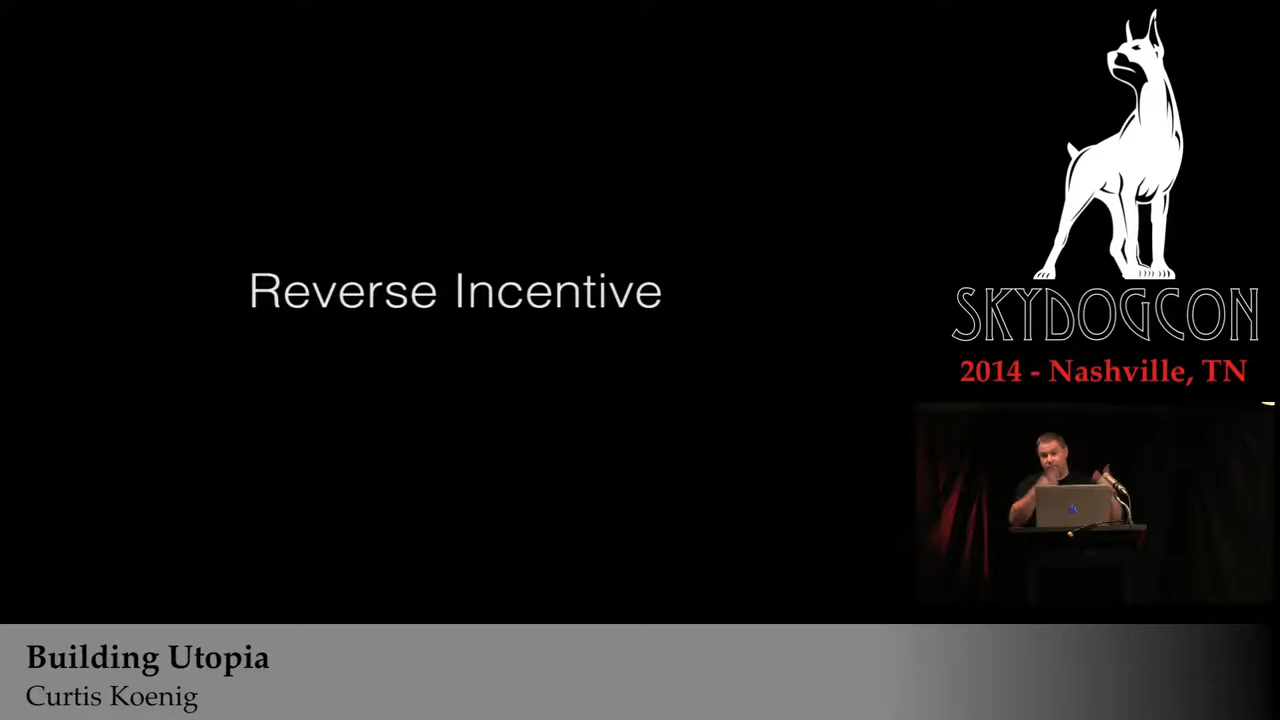 Reverse Incentive
SKYDOGCON
2014 - Nashville, TN
Building Utopia
Curtis Koenig